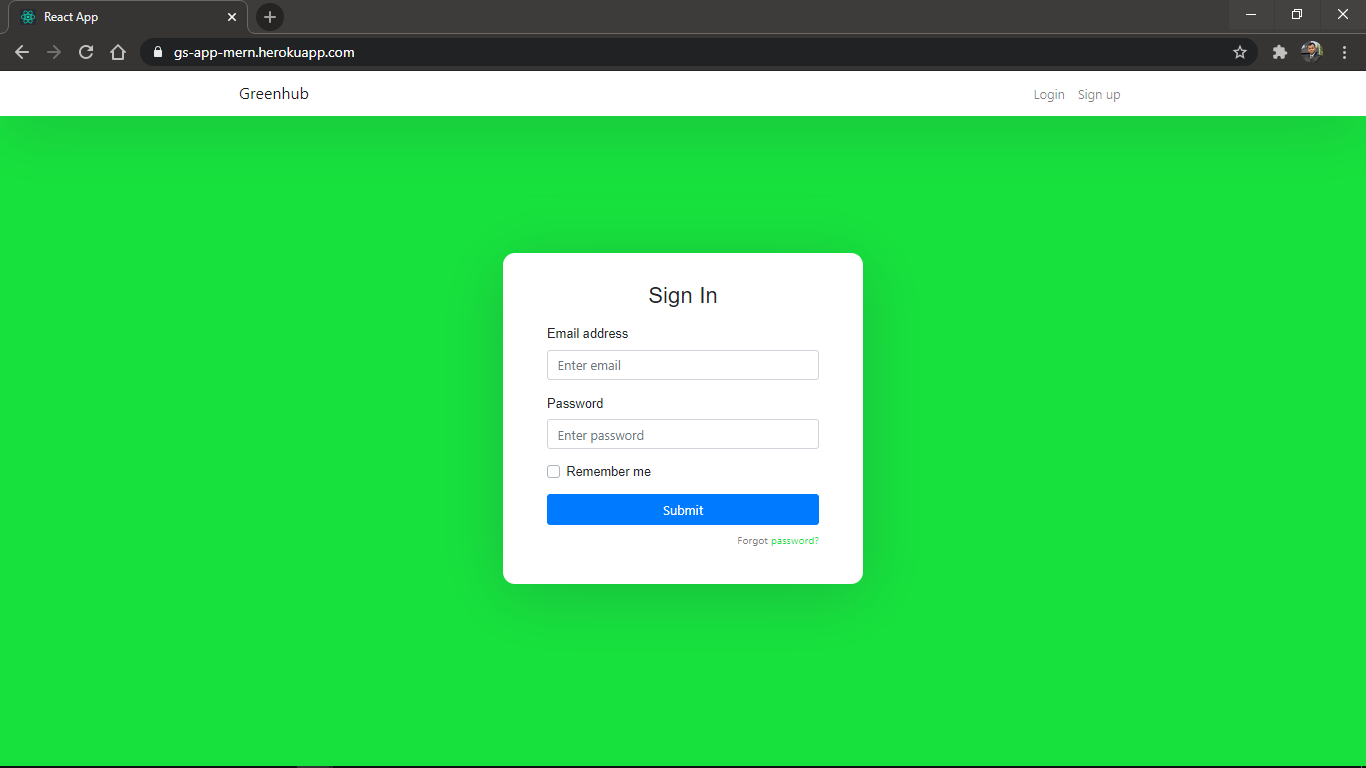 React App
gs-app-mern.herokuapp.com
Greenhub
Login
Sign up
Sign In
Email address
Enter email
Password
Enter password
Remember me
Submit
Forgot password?